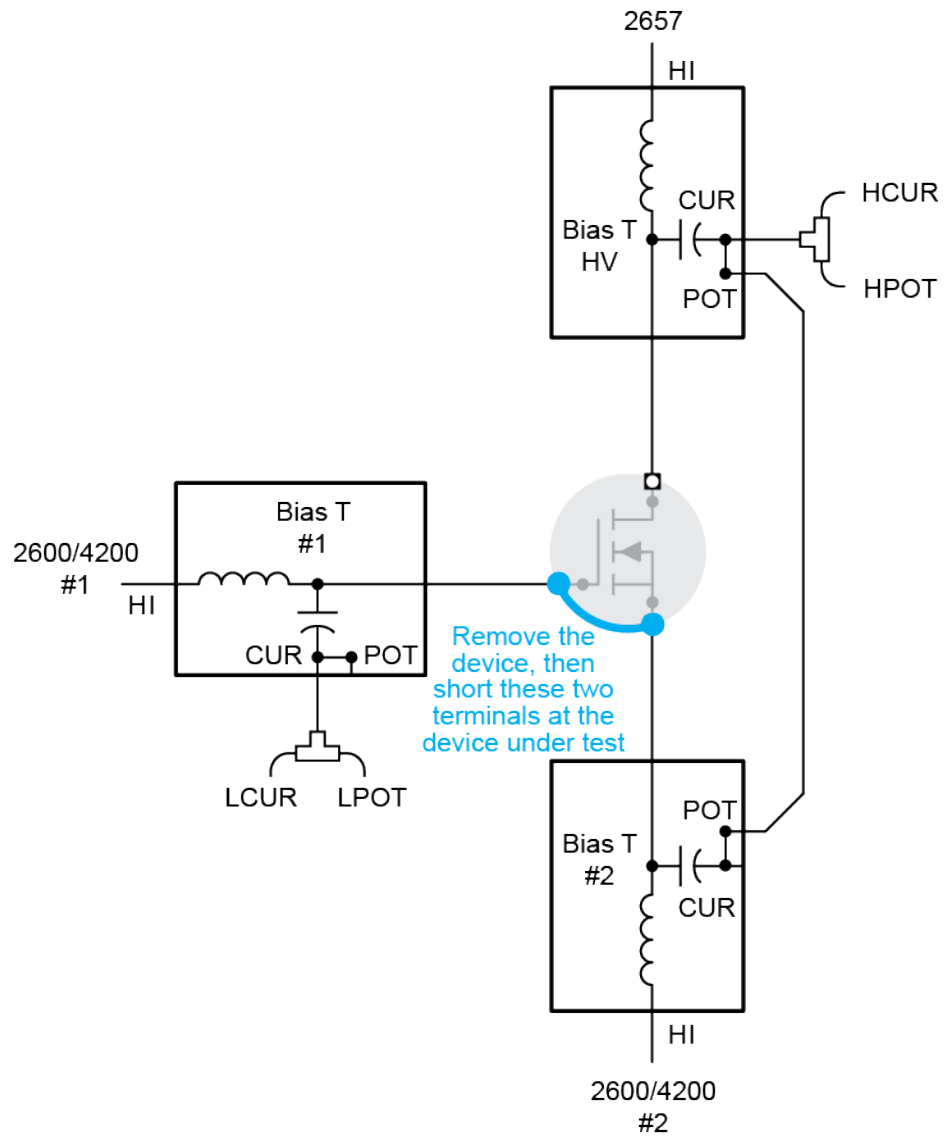 2657
HI
CUR
HCUR
Bias T
HV
POT
HPOT
Bias T
#1
2600/4200
#1
HI
CUR
POT
LCUR
LPOT
Remove the
device, then
short these two
terminals at the
device under test
POT
Bias T
#2
CUR
HI
2600/4200
#2